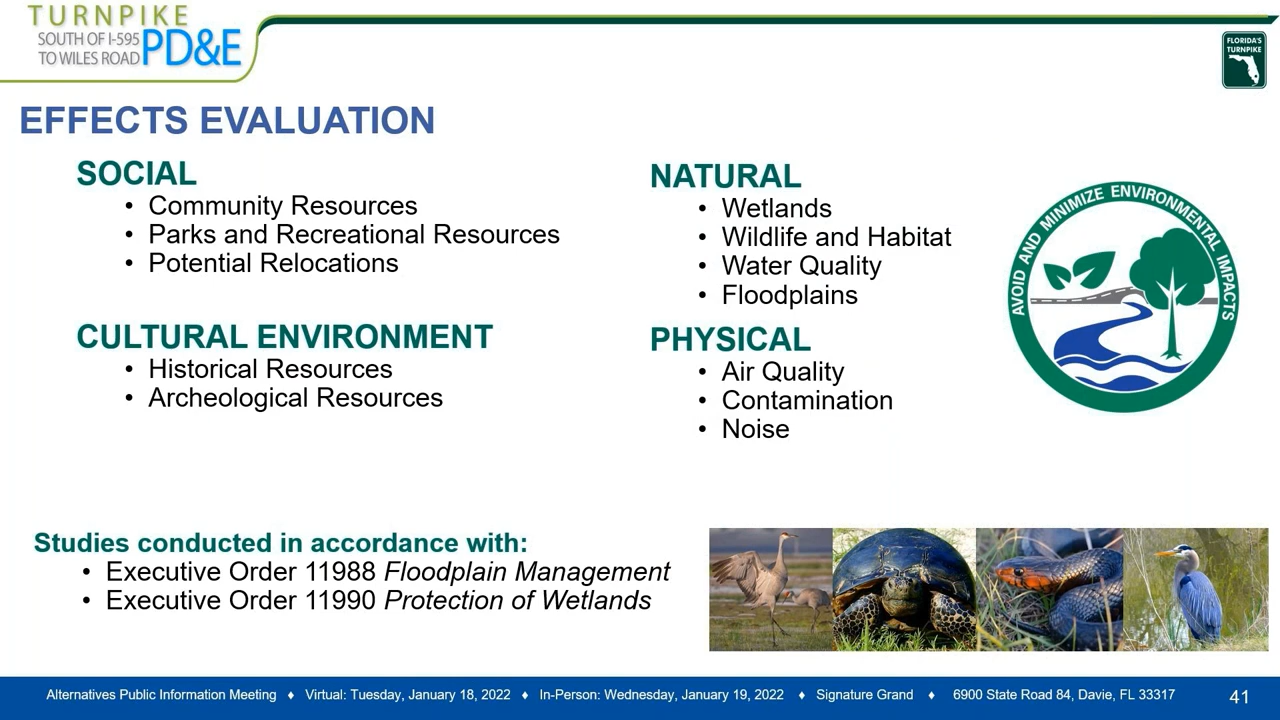 TURNPIKE
SOUTH OF I-595
TO WILES ROAD
PD&E
FLORIDA'S
TURNPIKE
EFFECTS EVALUATION
SOCIAL
• Community Resources
• Parks and Recreational Resources
• Potential Relocations
CULTURAL ENVIRONMENT
• Historical Resources
• Archeological Resources
NATURAL
• Wetlands
• Wildlife and Habitat
• Water Quality
• Floodplains
PHYSICAL
• Air Quality
• Contamination
• Noise
AVOID AND MINIMIZE ENVIRONMENTAL IMPACTS
Studies conducted in accordance with:
• Executive Order 11988 Floodplain Management
• Executive Order 11990 Protection of Wetlands
Alternatives Public Information Meeting ♦ Virtual: Tuesday, January 18, 2022 ♦ In-Person: Wednesday, January 19, 2022 ♦ Signature Grand ♦ 6900 State Road 84, Davie, FL 33317
41